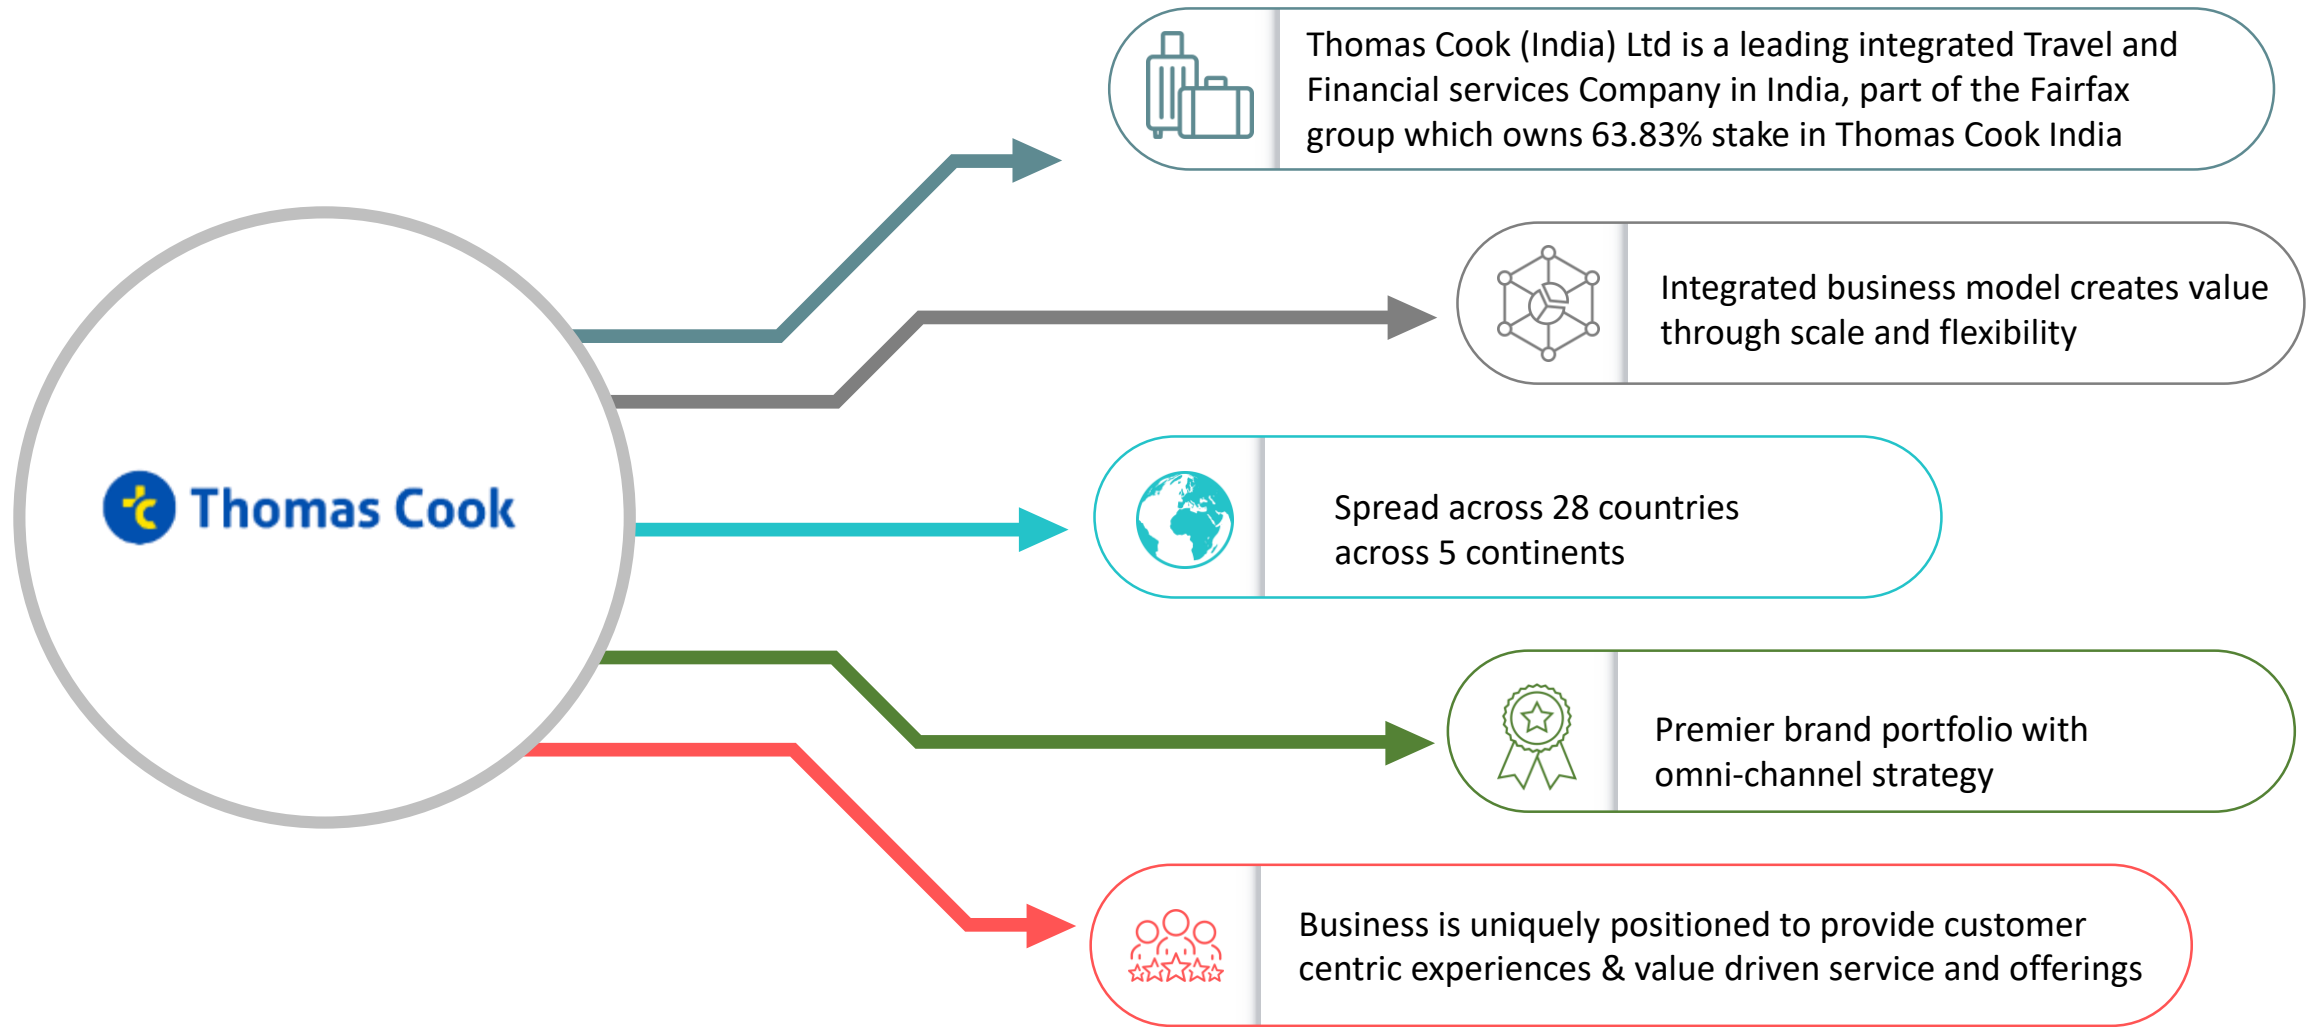 Thomas Cook (India) Ltd is a leading integrated Travel and
Financial services Company in India, part of the Fairfax
group which owns 63.83% stake in Thomas Cook India
Integrated business model creates value
through scale and flexibility
Thomas Cook
Spread across 28 countries
across 5 continents
Premier brand portfolio with
omni-channel strategy
Business is uniquely positioned to provide customer
centric experiences & value driven service and offerings